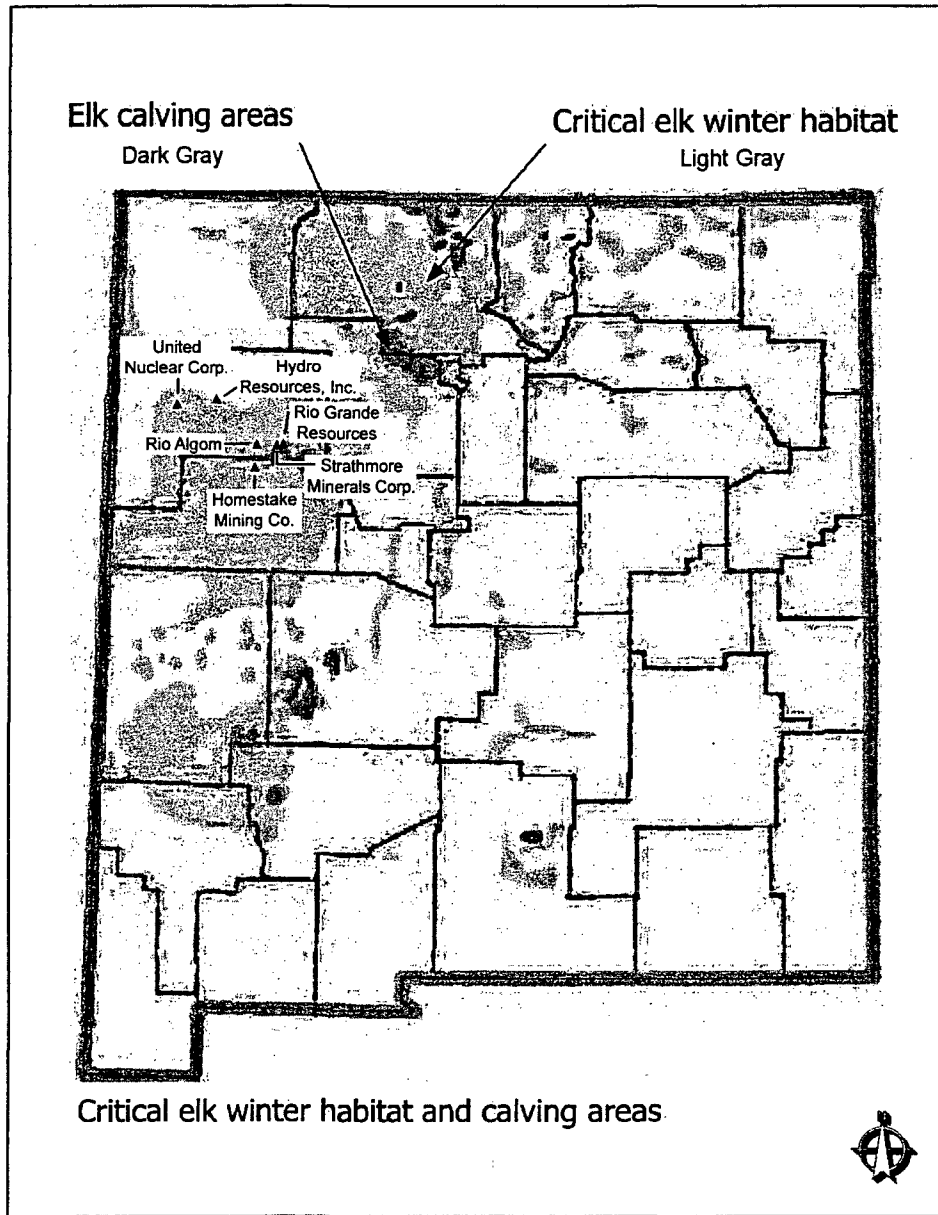 Elk calving areas
Dark Gray
Critical elk winter habitat
Light Gray
United
Nuclear Corp.
Hydro
Resources, Inc.
Rio Grande
Resources
Rio Algom
Strathmore
Minerals Corp.
Homestake
Mining Co.
Critical elk winter habitat and calving areas